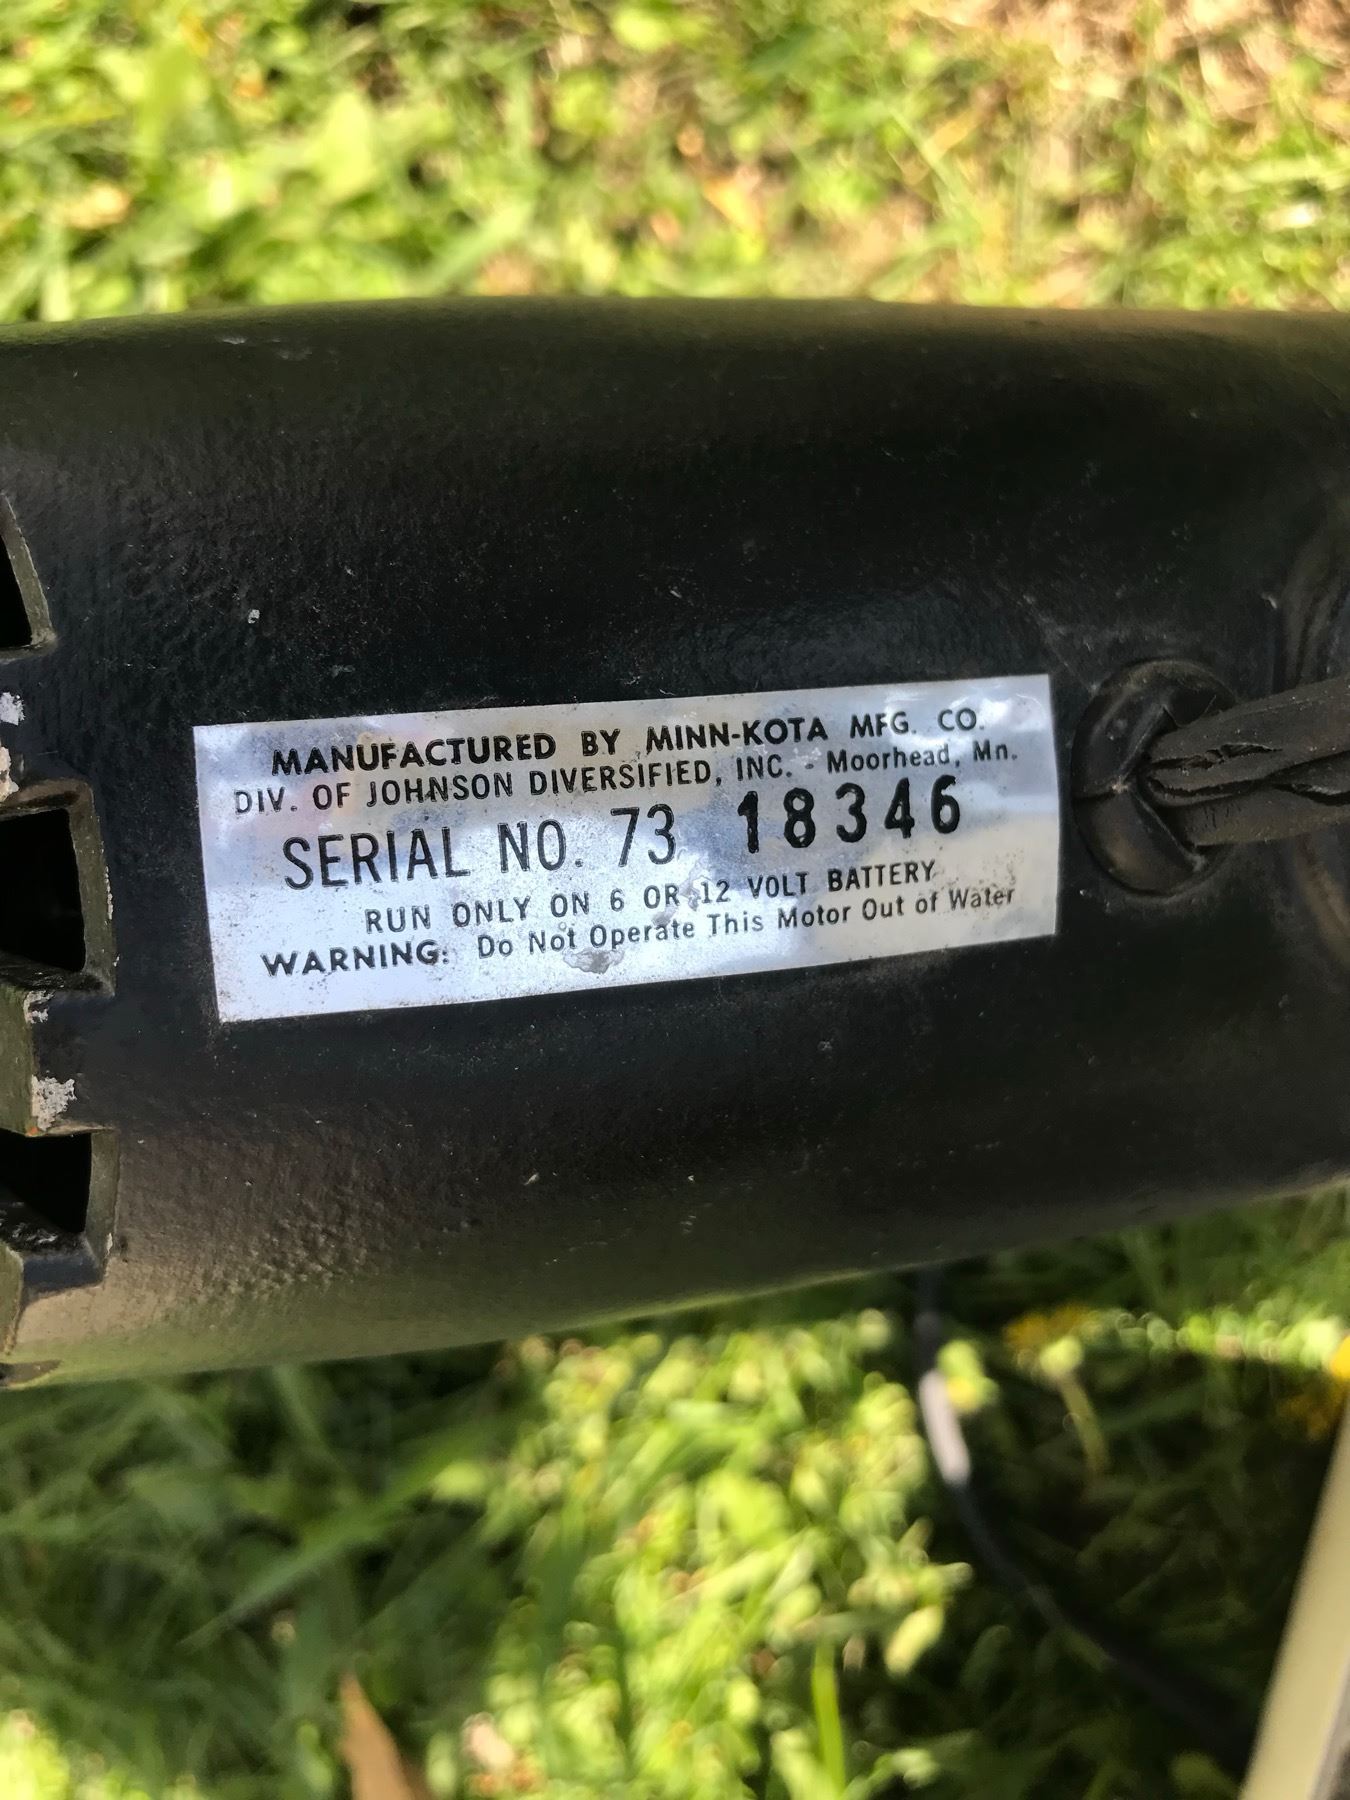 MANUFACTURED BY MINN-KOTA MFG. CO.
DIV. OF JOHNSON DIVERSIFIED, INC. - Moorhead, Mn.
SERIAL NO. 73 18346
RUN ONLY ON 6 OR 12 VOLT BATTERY
WARNING: Do Not Operate This Motor Out of Water